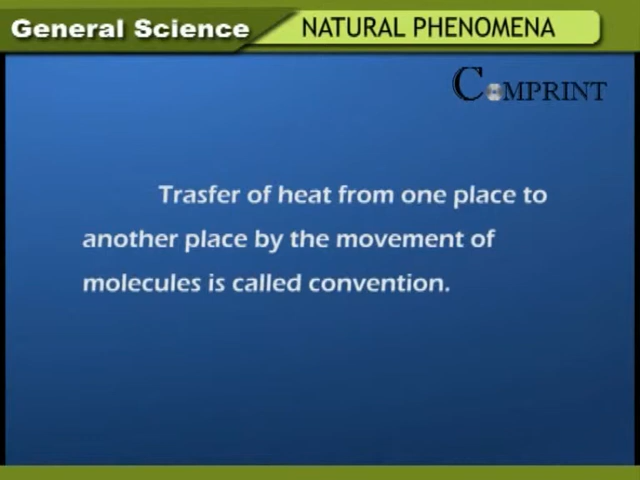 General Science
NATURAL PHENOMENA
COMPRINT
Trasfer of heat from one place to
another place by the movement of
molecules is called convention.